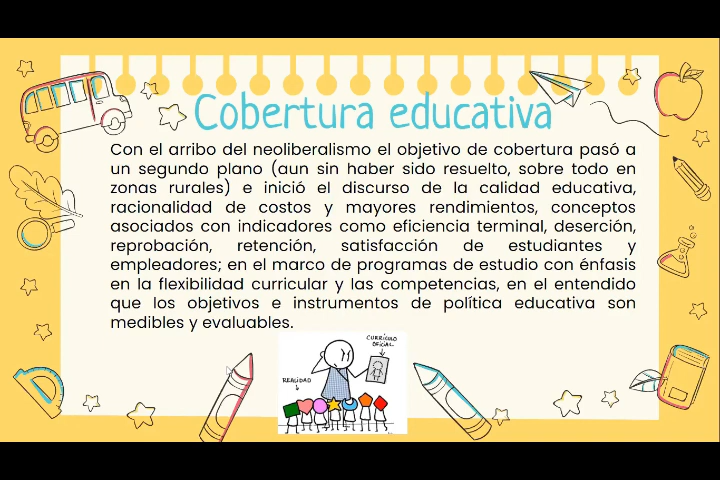 Cobertura educativa
Con el arribo del neoliberalismo el objetivo de cobertura pasó a
un segundo plano (aun sin haber sido resuelto, sobre todo en
zonas rurales) e inició el discurso de la calidad educativa,
racionalidad de costos y mayores rendimientos, conceptos
asociados con indicadores como eficiencia terminal, deserción,
reprobación, retención, satisfacción de estudiantes y
empleadores; en el marco de programas de estudio con énfasis
en la flexibilidad curricular y las competencias, en el entendido
que los objetivos e instrumentos de política educativa son
medibles y evaluables.
CURRÍCULO
OFICIAL
REALIDAD